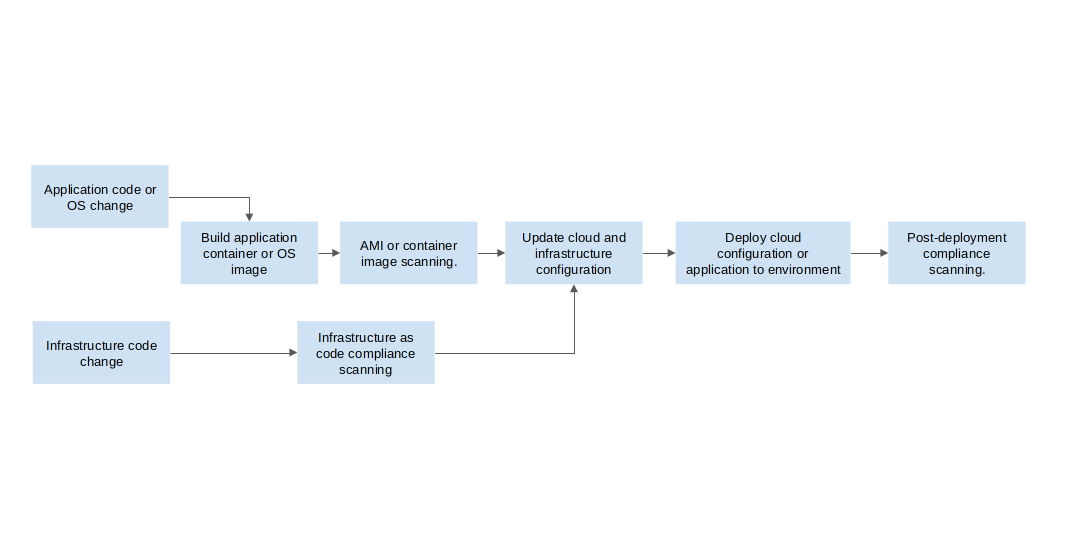 Application code or
OS change
Build application
container or OS
image
AMI or container
image scanning.
Update cloud and
infrastructure
configuration
Deploy cloud
configuration or
application to environment
Post-deployment
compliance
scanning.
Infrastructure code
change
Infrastructure as
code compliance
scanning